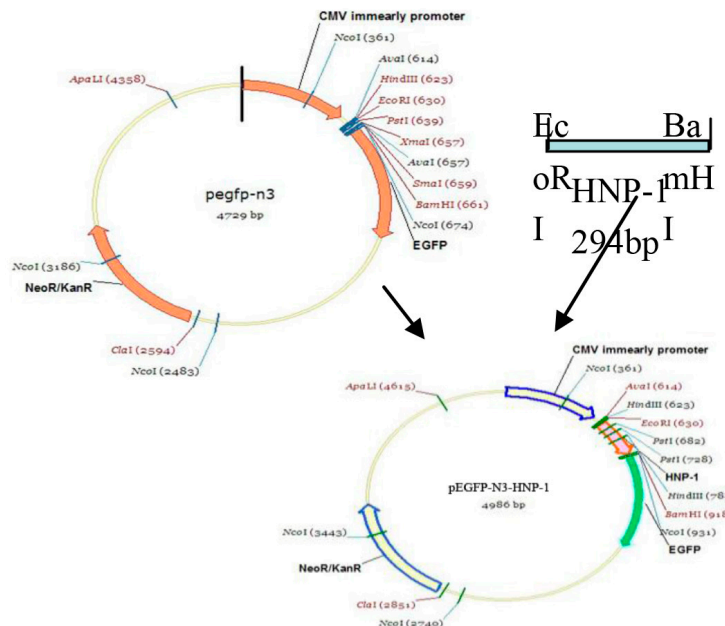 CMV immearly promoter
NcoI (361)
AvaI (614)
HindIII (623)
EcoRI (630)
PstI (639)
XmaI (657)
AvaI (657)
SmaI (659)
BamHI (661)
NcoI (674)
EGFP
ApaLI (4358)
pegfp-n3
4729 bp
NcoI (3186)
NeoR/KanR
ClaI (2594)
NcoI (2483)
Ec Ba
oR HNP-1 mH
I 294bp I
CMV immearly promoter
NcoI (361)
AvaI (614)
HindIII (623)
EcoRI (630)
PstI (682)
PstI (728)
HNP-1
HindIII (78
BamHI (918
NcoI (931)
EGFP
ApaLI (4615)
pEGFP-N3-HNP-1
4986 bp
NcoI (3443)
NeoR/KanR
ClaI (2851)
NcoI (2740)